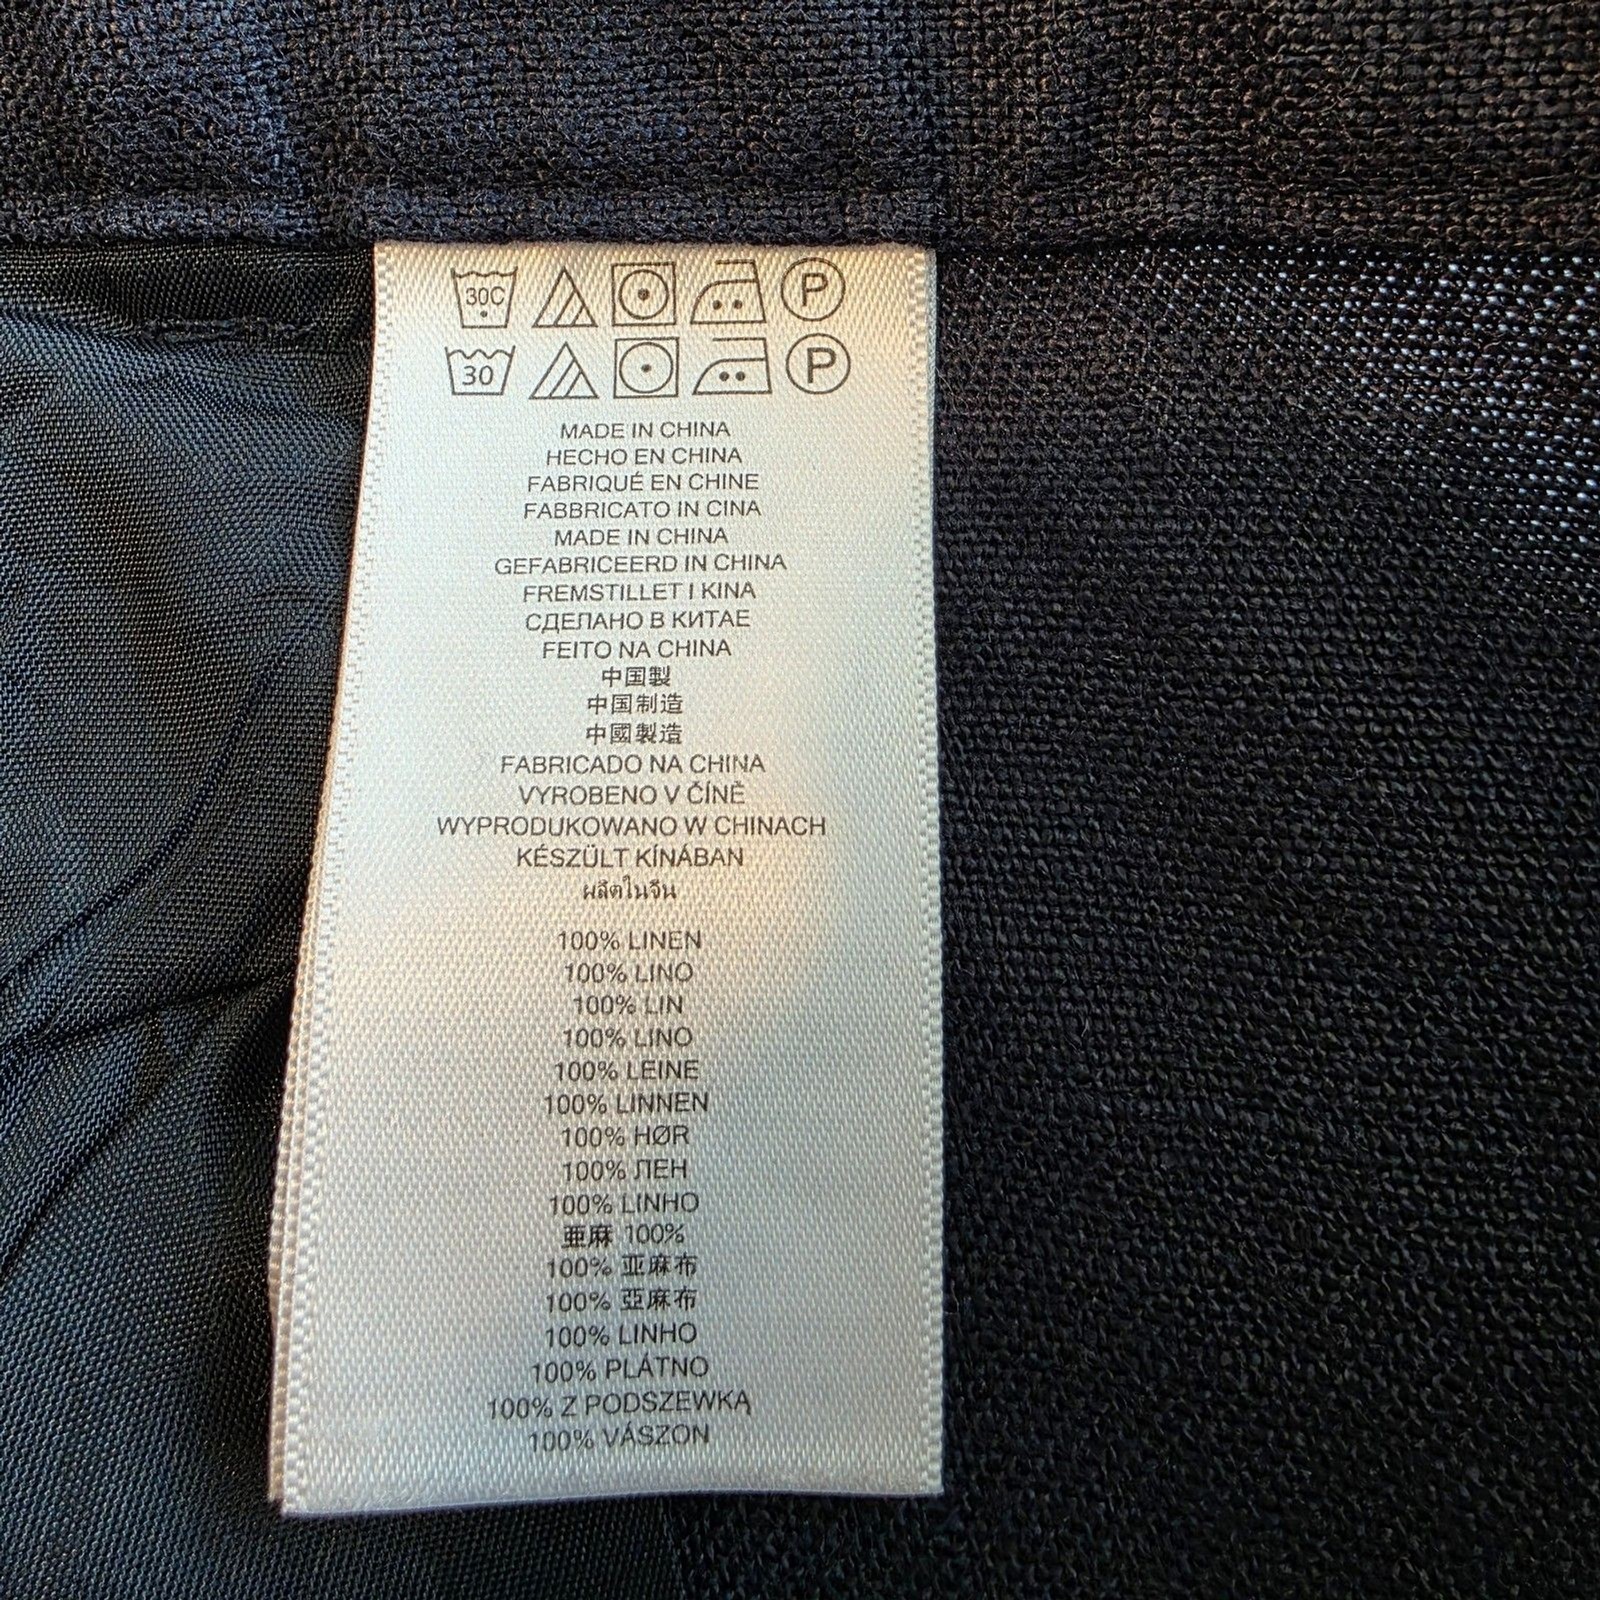 30C P
30 P
MADE IN CHINA
HECHO EN CHINA
FABRIQUÉ EN CHINE
FABBRICATO IN CINA
MADE IN CHINA
GEFABRICEERD IN CHINA
FREMSTILLET I KINA
СДЕЛАНО В КИТАЕ
FEITO NA CHINA
中国製
中国制造
中國製造
FABRICADO NA CHINA
VYROBENO V ČÍNĚ
WYPRODUKOWANO W CHINACH
KÉSZÜLT KÍNÁBAN
ผลิตในจีน
100% LINEN
100% LINO
100% LIN
100% LINO
100% LEINE
100% LINNEN
100% HØR
100% ЛЕН
100% LINHO
亜麻 100%
100% 亚麻布
100% 亞麻布
100% LINHO
100% PLÁTNO
100% Z PODSZEWKĄ
100% VÁSZON